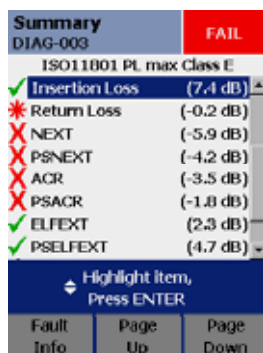 Summary
DIAG-003
FAIL
ISO11801 PL max Class E
Insertion Loss (7.4 dB)
Return Loss (-0.2 dB)
NEXT (-5.9 dB)
PSNEXT (-4.2 dB)
ACR (-3.5 dB)
PSACR (-1.8 dB)
ELFEXT (2.3 dB)
PSELFEXT (4.7 dB)
Highlight item,
Press ENTER
Fault Info
Page Up
Page Down